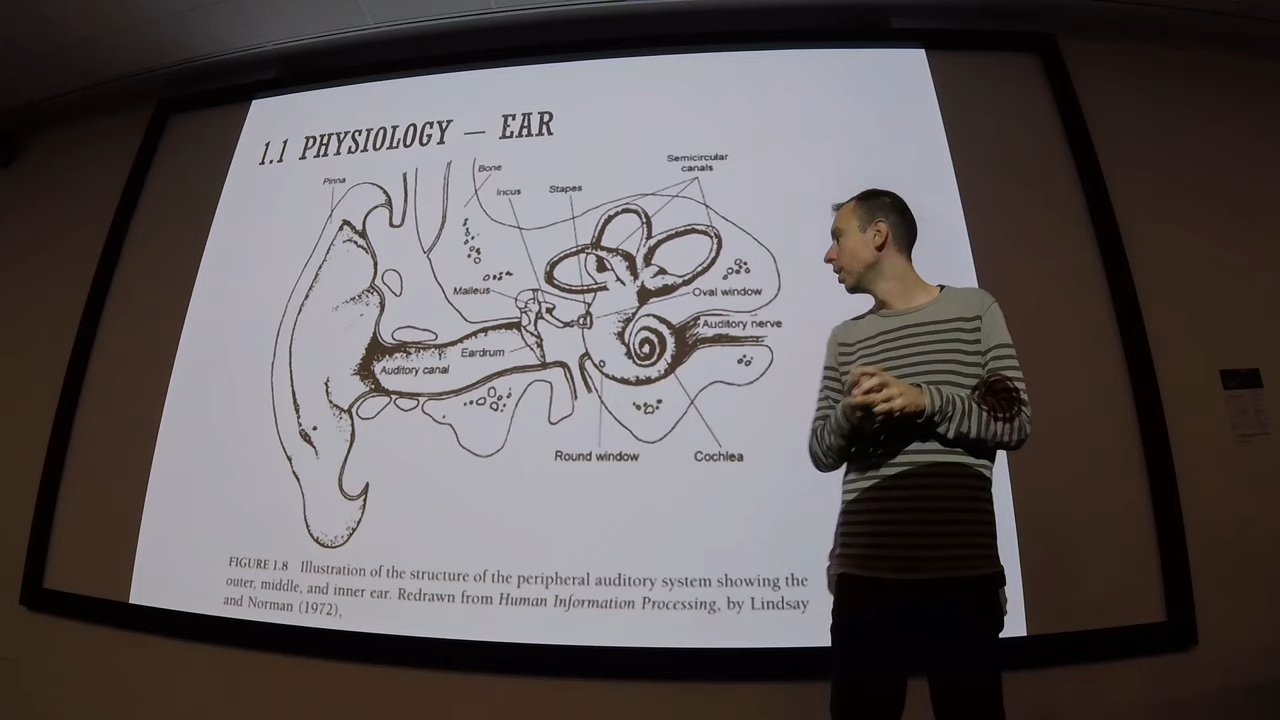 1.1 PHYSIOLOGY – EAR
Pinna
Bone
Incus
Stapes
Semicircular
canals
Malleus
Oval window
Auditory nerve
Eardrum
Auditory canal
Round window
Cochlea
FIGURE 1.8 Illustration of the structure of the peripheral auditory system showing the
outer, middle, and inner ear. Redrawn from Human Information Processing, by Lindsay
and Norman (1972),